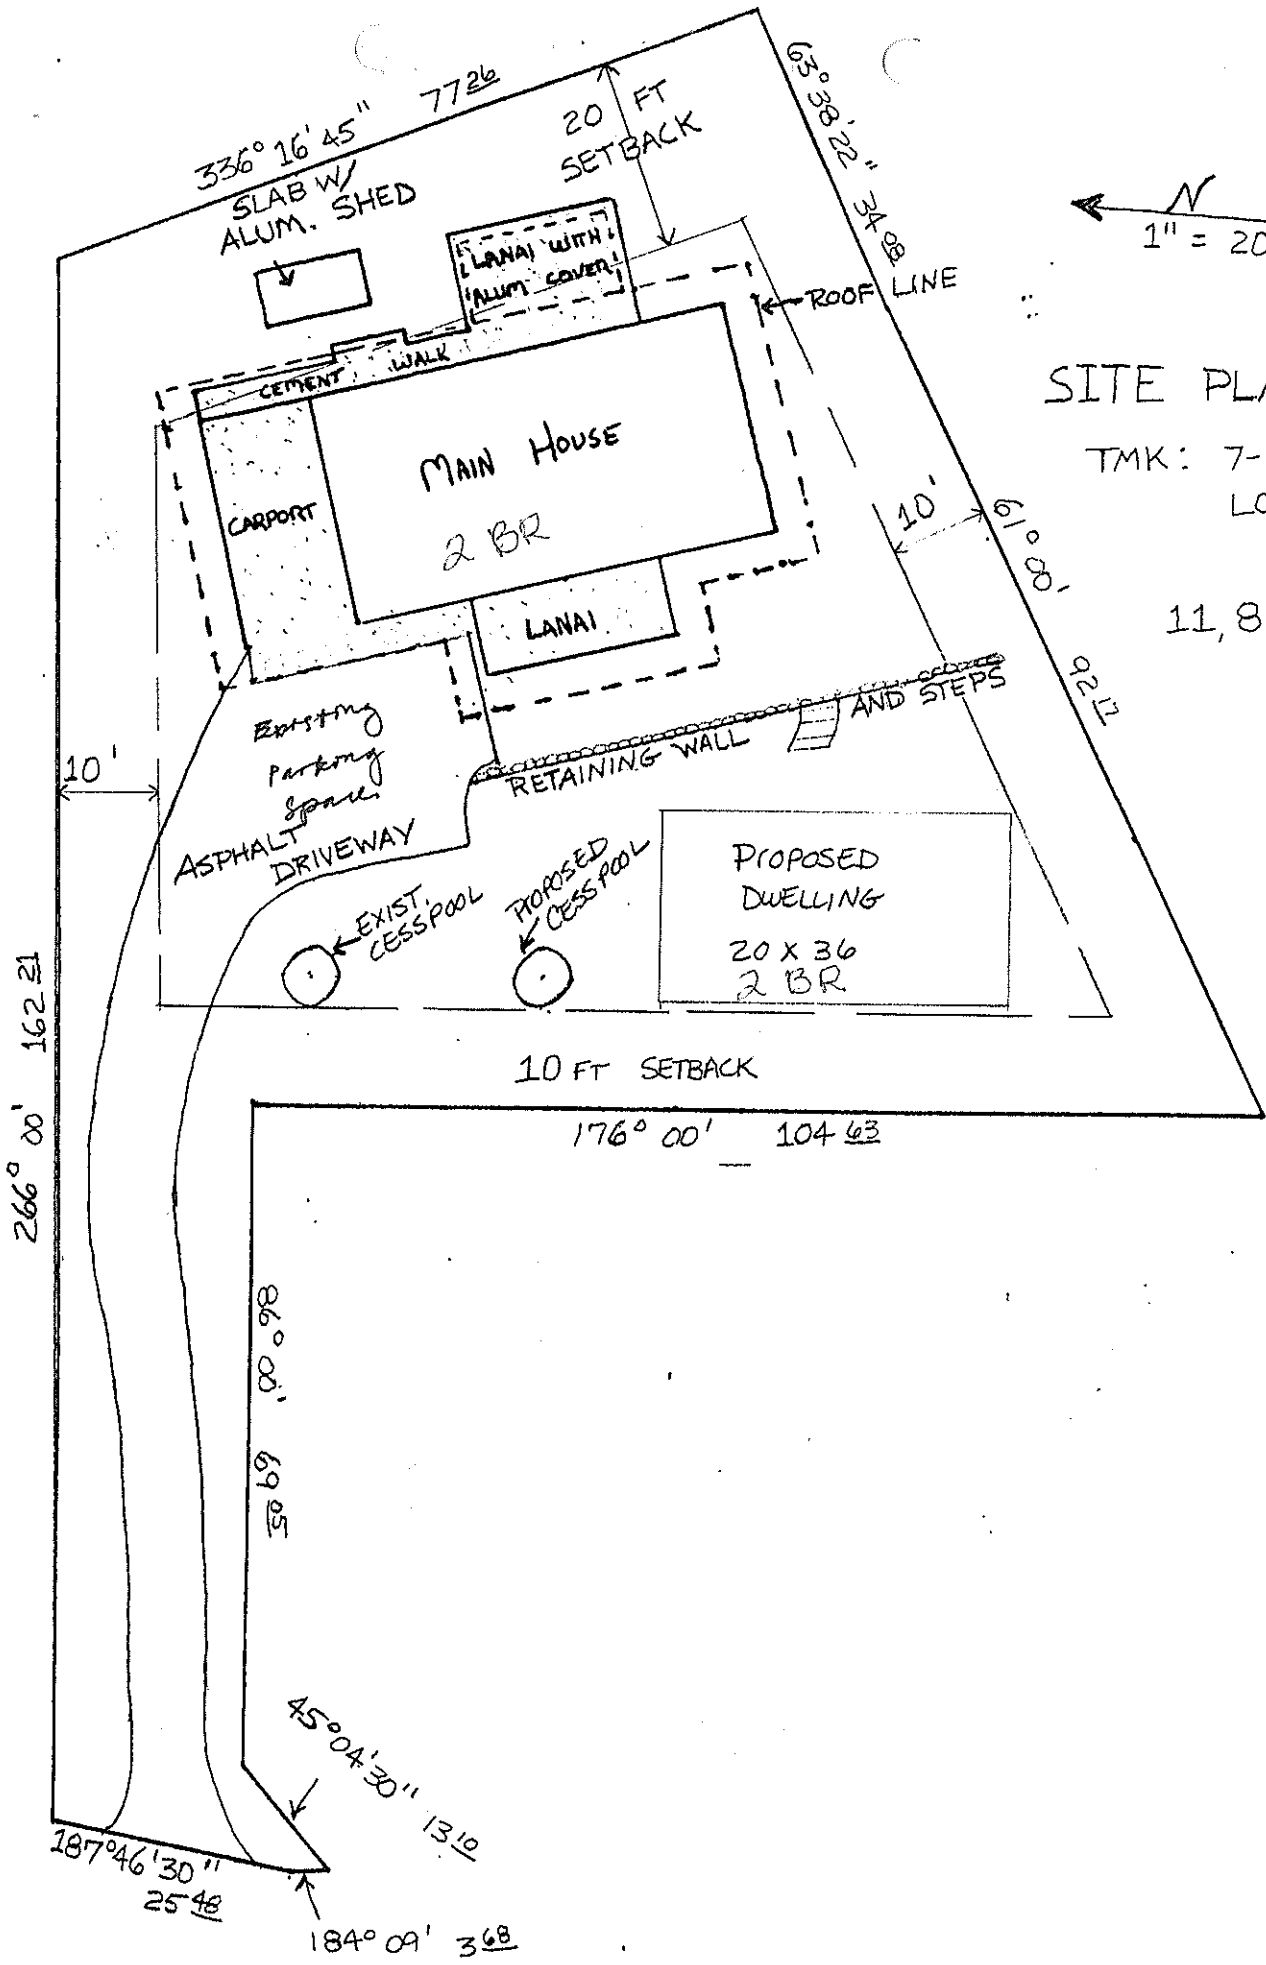 336° 16' 45" 77 26
63° 38' 22" 34 08
20 FT
SETBACK
SLAB W/
ALUM. SHED
LANAI WITH
ALUM COVER
N
1" = 20
ROOF LINE
CEMENT WALK
SITE PLA
TMK: 7-
LO
MAIN HOUSE
2 BR
CARPORT
10'
61° 00' 92 17
LANAI
11, 8
AND STEPS
RETAINING WALL
Existing
Parking
Space
10'
ASPHALT
DRIVEWAY
EXIST.
CESSPOOL
PROPOSED
CESSPOOL
PROPOSED
DWELLING
20 X 36
2 BR
266° 00' 162 21
10 FT SETBACK
176° 00' 104 63
86° 00' 69 05
45° 04' 30" 13 10
187° 46' 30"
25 48
184° 09' 3 68